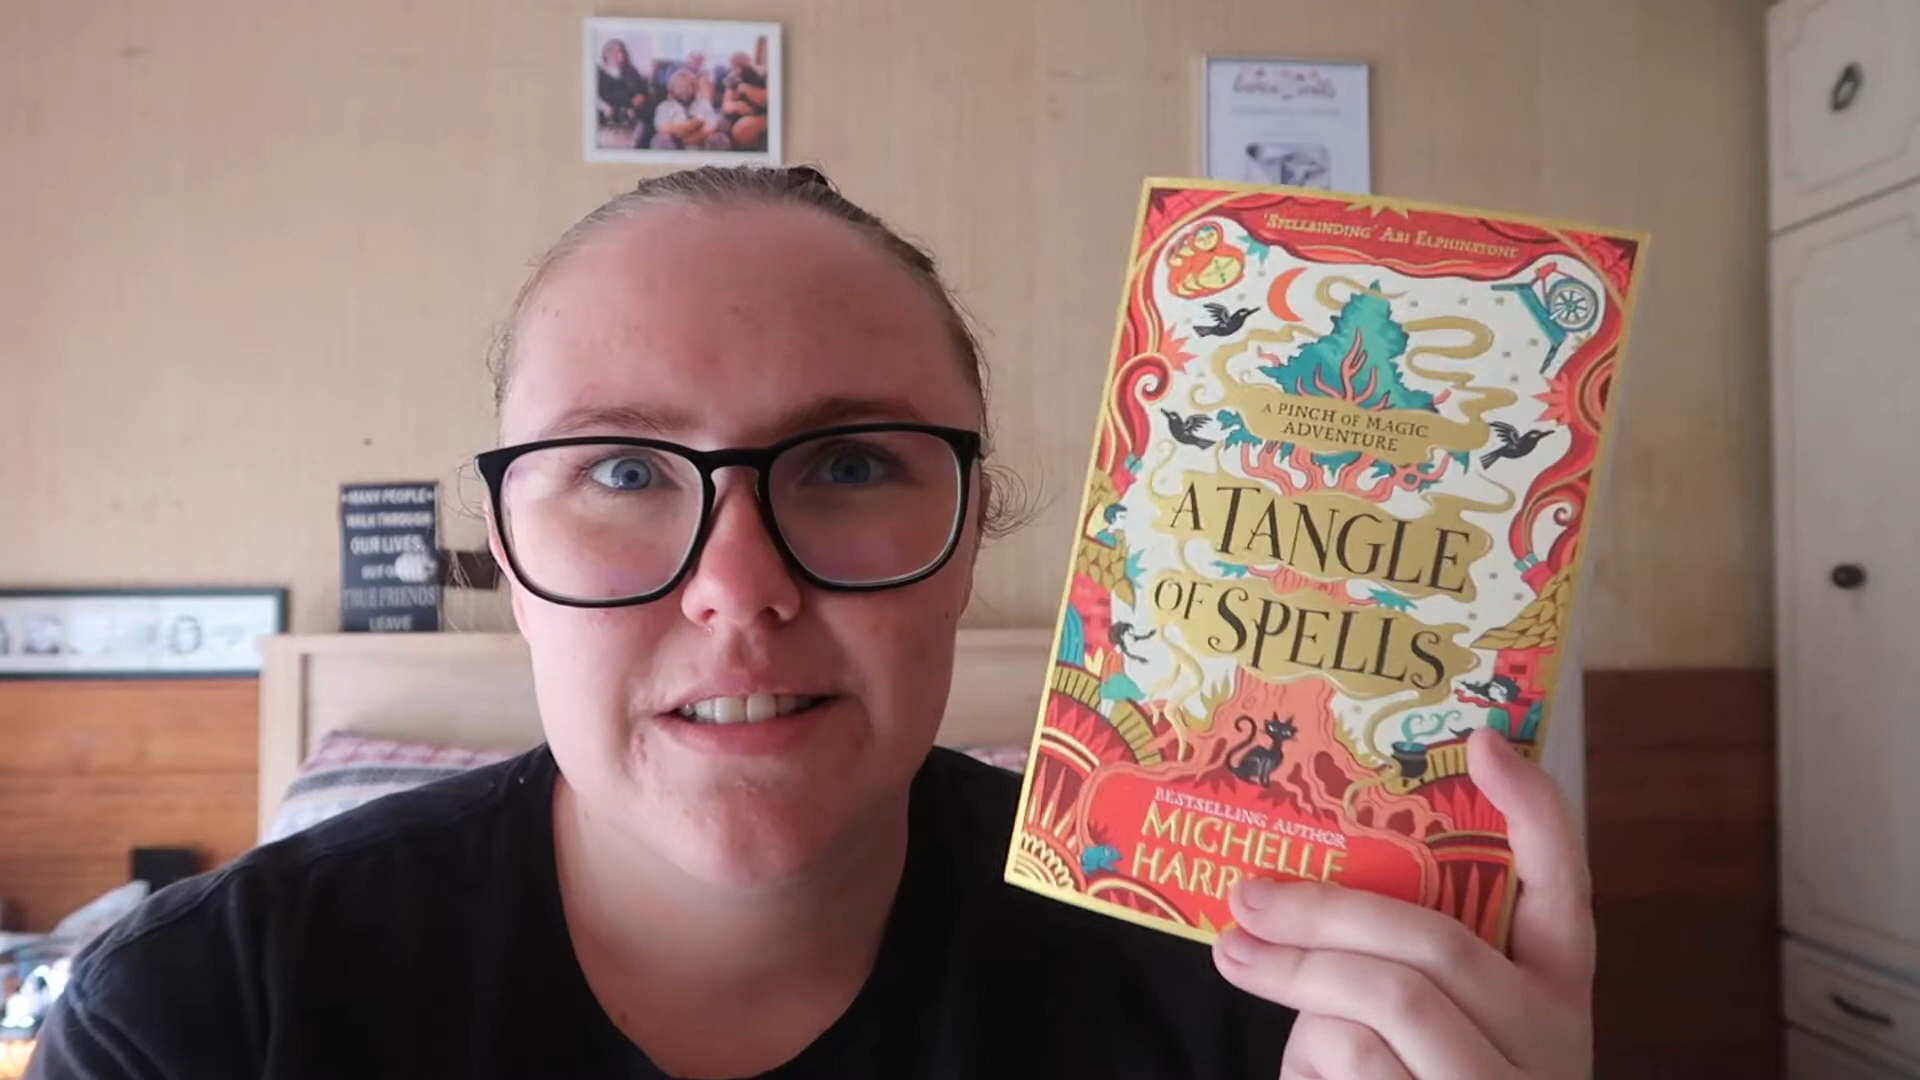 'SPELLBINDING' ABI ELPHINSTONE
A PINCH OF MAGIC
ADVENTURE
A TANGLE
OF SPELLS
BESTSELLING AUTHOR
MICHELLE
MANY PEOPLE
WALK THROUGH
OUR LIVES,
TRUE FRIENDS
LEAVE